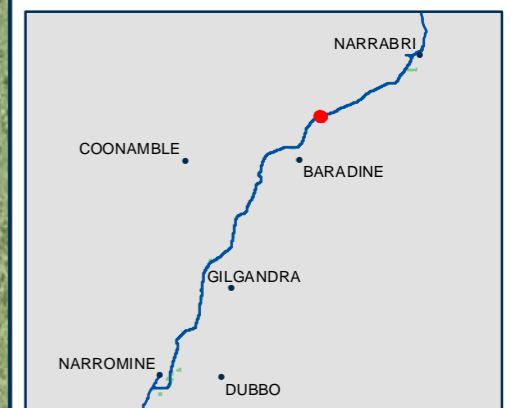 NARRABRI
COONAMBLE
BARADINE
GILGANDRA
NARROMINE
DUBBO